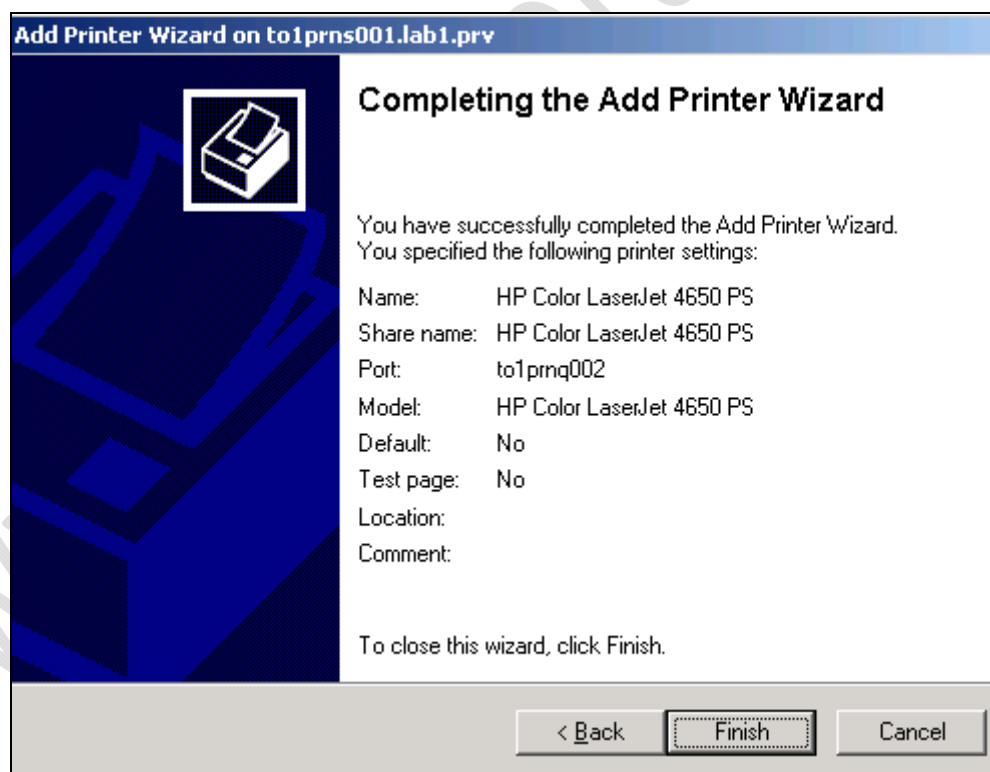 Add Printer Wizard on to1prns001.lab1.prv
Completing the Add Printer Wizard
You have successfully completed the Add Printer Wizard.
You specified the following printer settings:
Name: HP Color LaserJet 4650 PS
Share name: HP Color LaserJet 4650 PS
Port: to1prnq002
Model: HP Color LaserJet 4650 PS
Default: No
Test page: No
Location:
Comment:
To close this wizard, click Finish.
< Back Finish Cancel